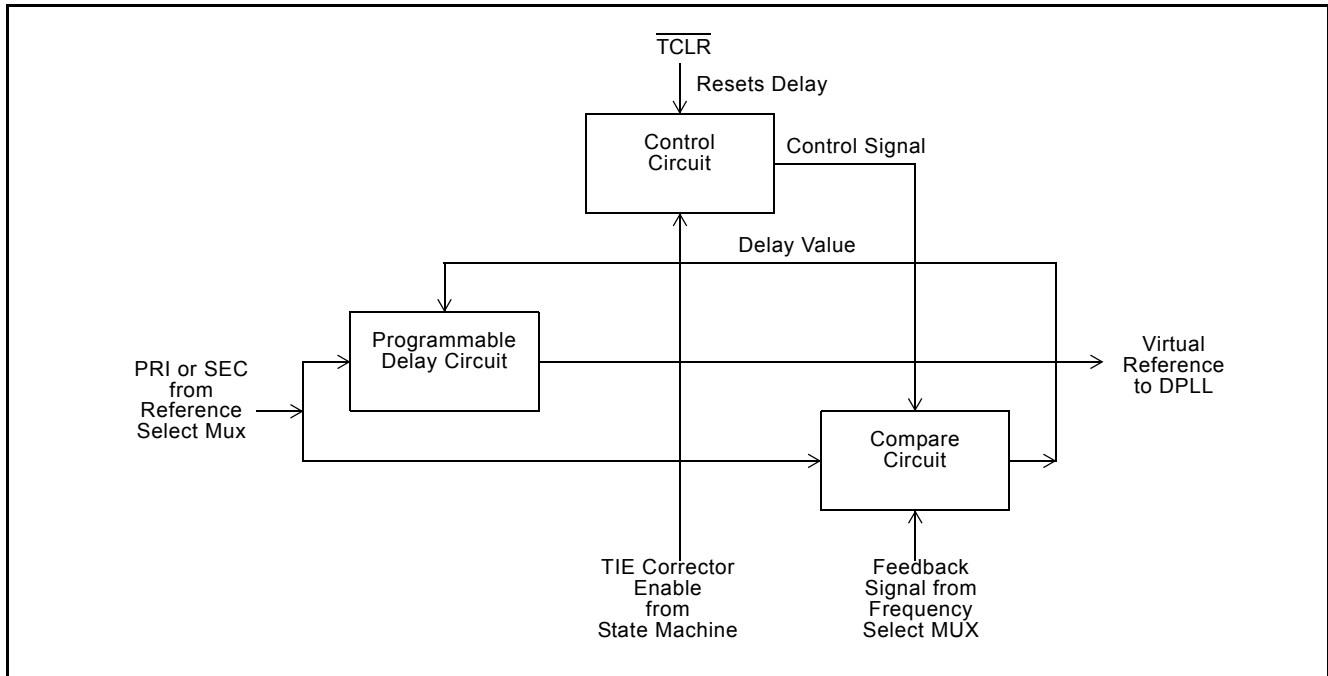 TCLR
Resets Delay
Control
Circuit
Control Signal
Delay Value
Programmable
Delay Circuit
PRI or SEC
from
Reference
Select Mux
Virtual
Reference
to DPLL
Compare
Circuit
TIE Corrector
Enable
from
State Machine
Feedback
Signal from
Frequency
Select MUX